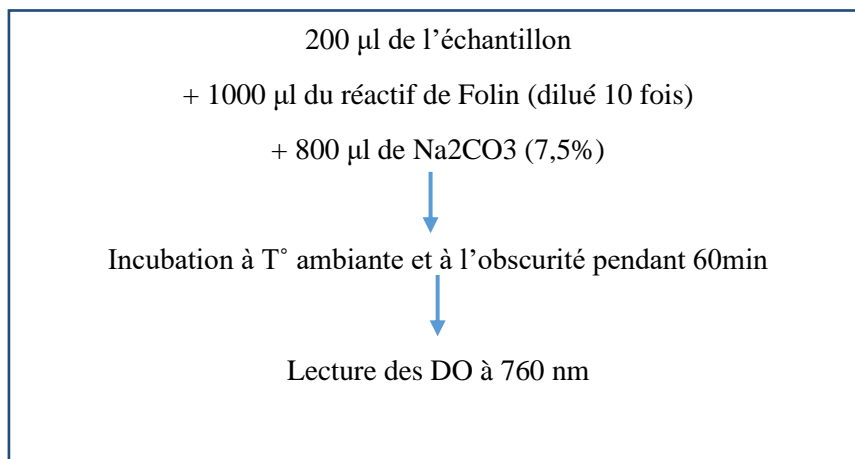 200 µl de l’échantillon
+ 1000 µl du réactif de Folin (dilué 10 fois)
+ 800 µl de Na2CO3 (7,5%)
Incubation à T° ambiante et à l’obscurité pendant 60min
Lecture des DO à 760 nm